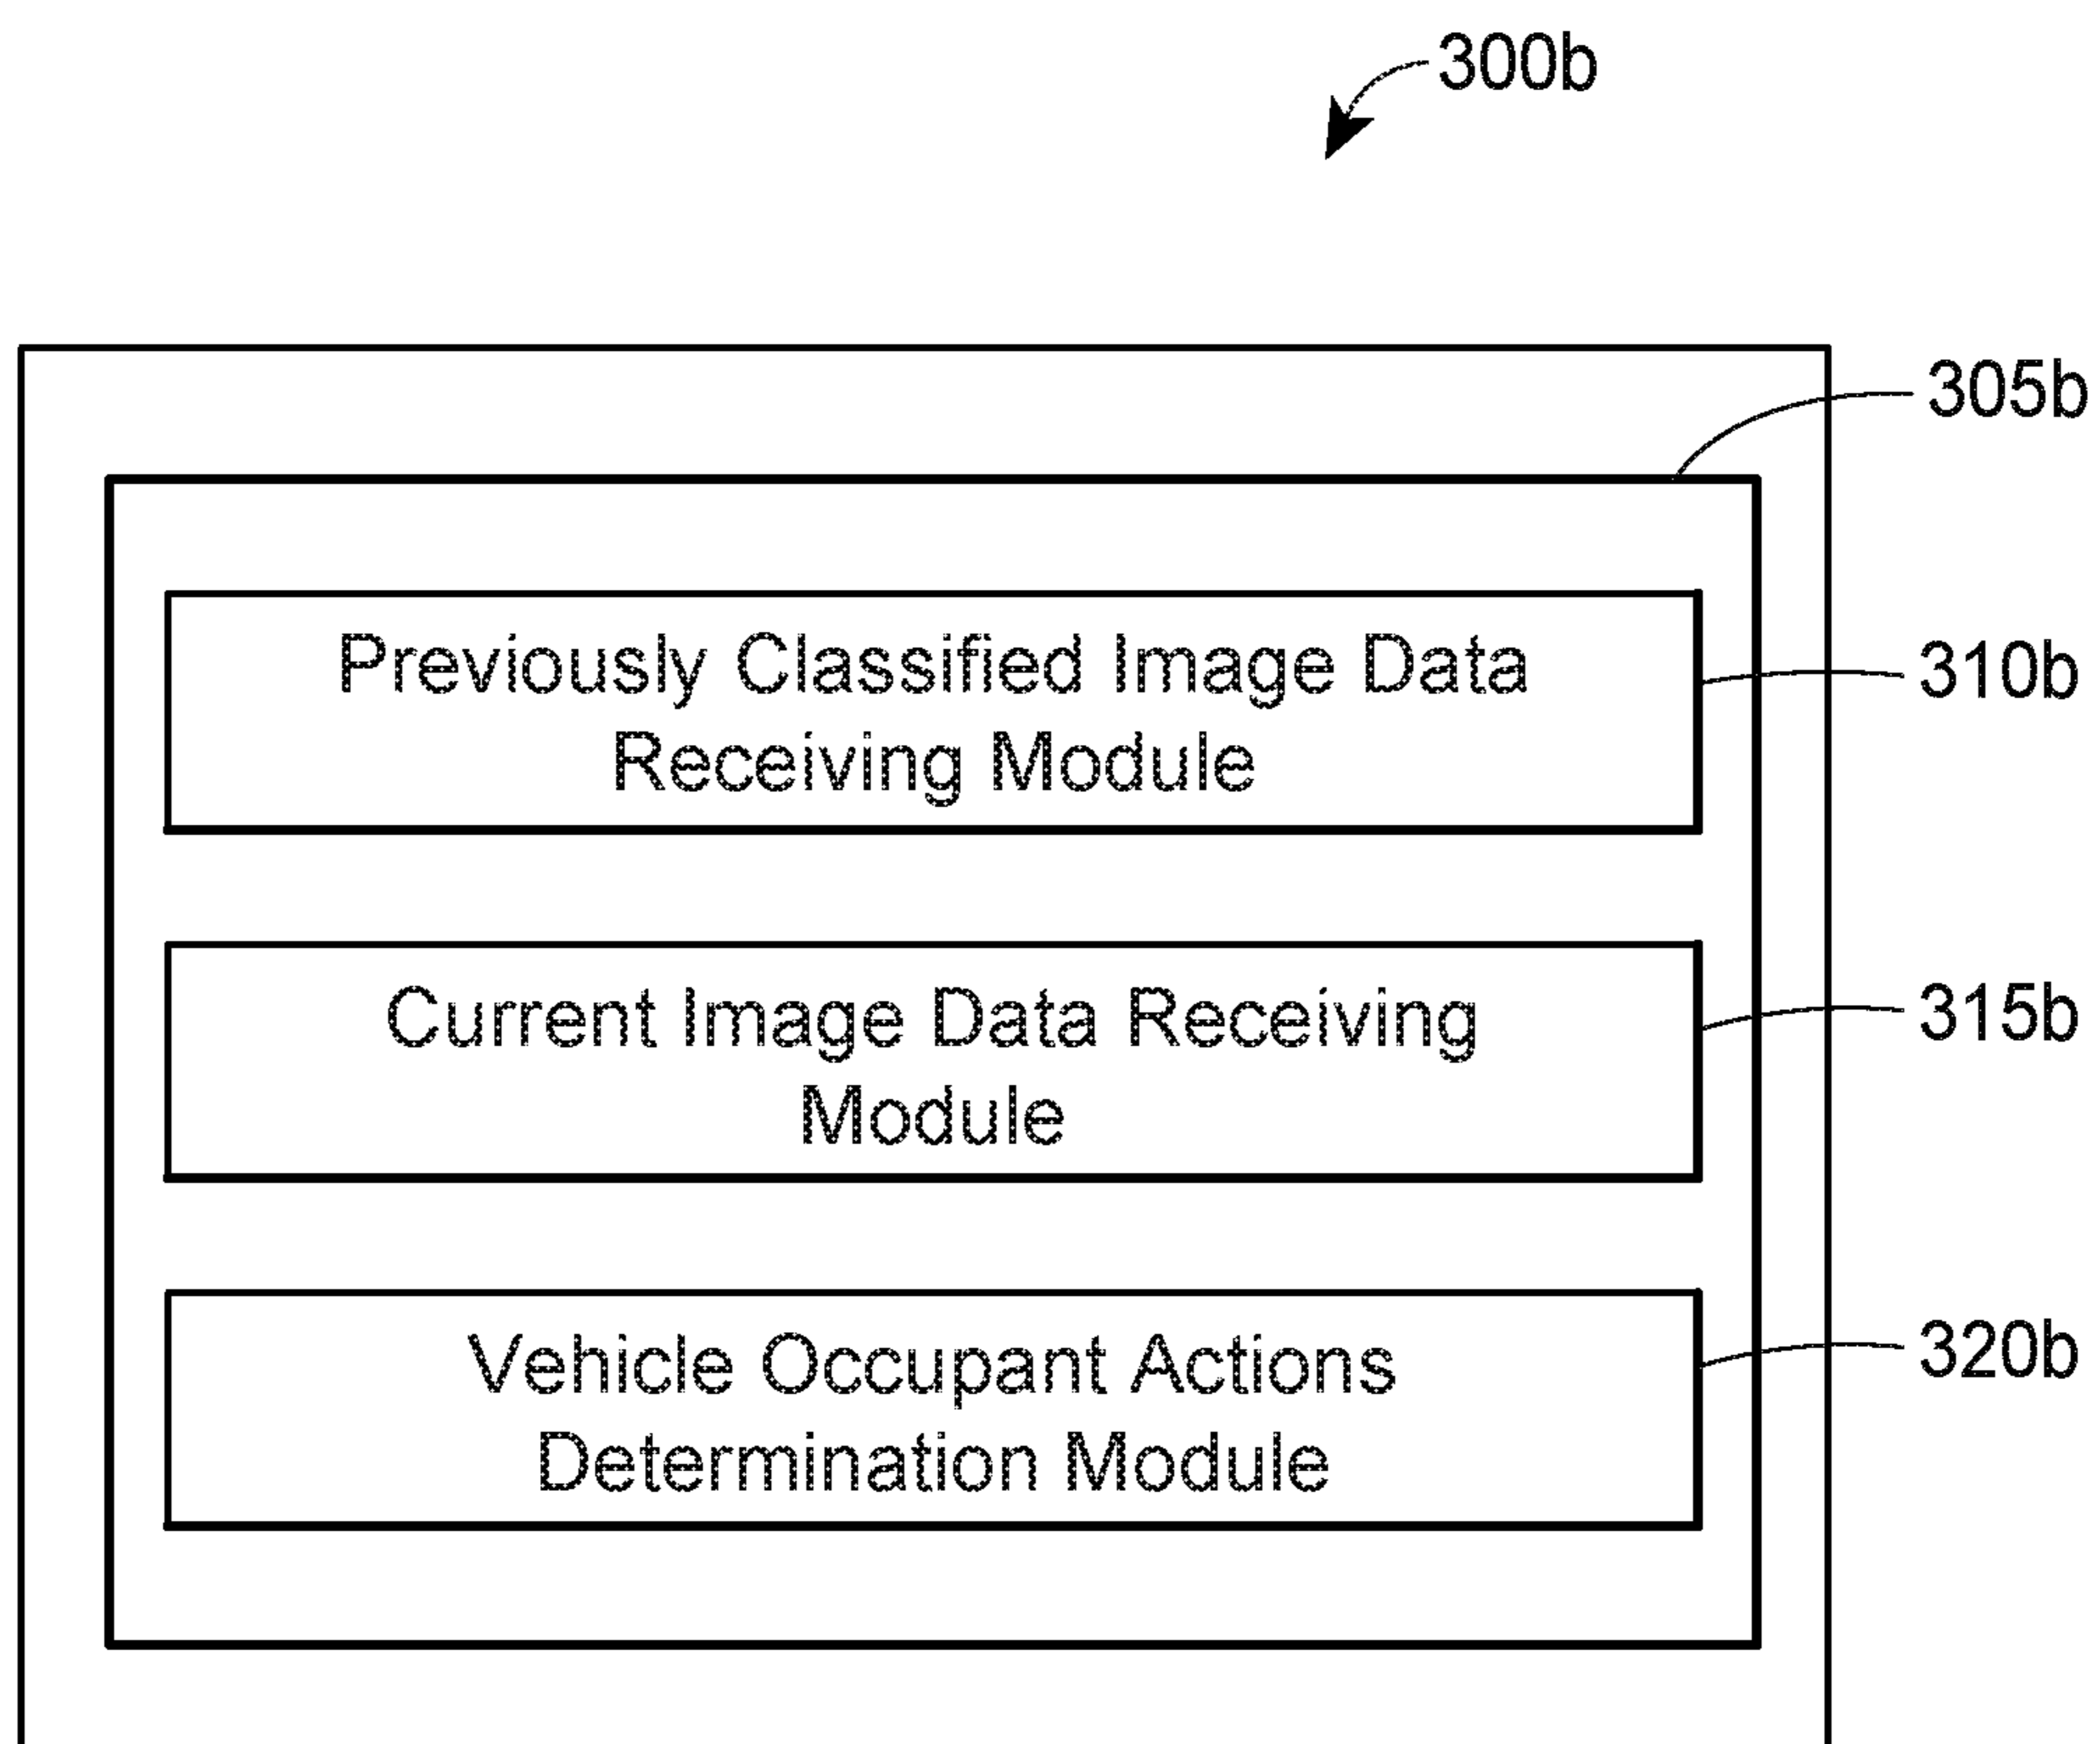 300b
305b
Previously Classified Image Data
Receiving Module
310b
Current Image Data Receiving
Module
315b
Vehicle Occupant Actions
Determination Module
320b